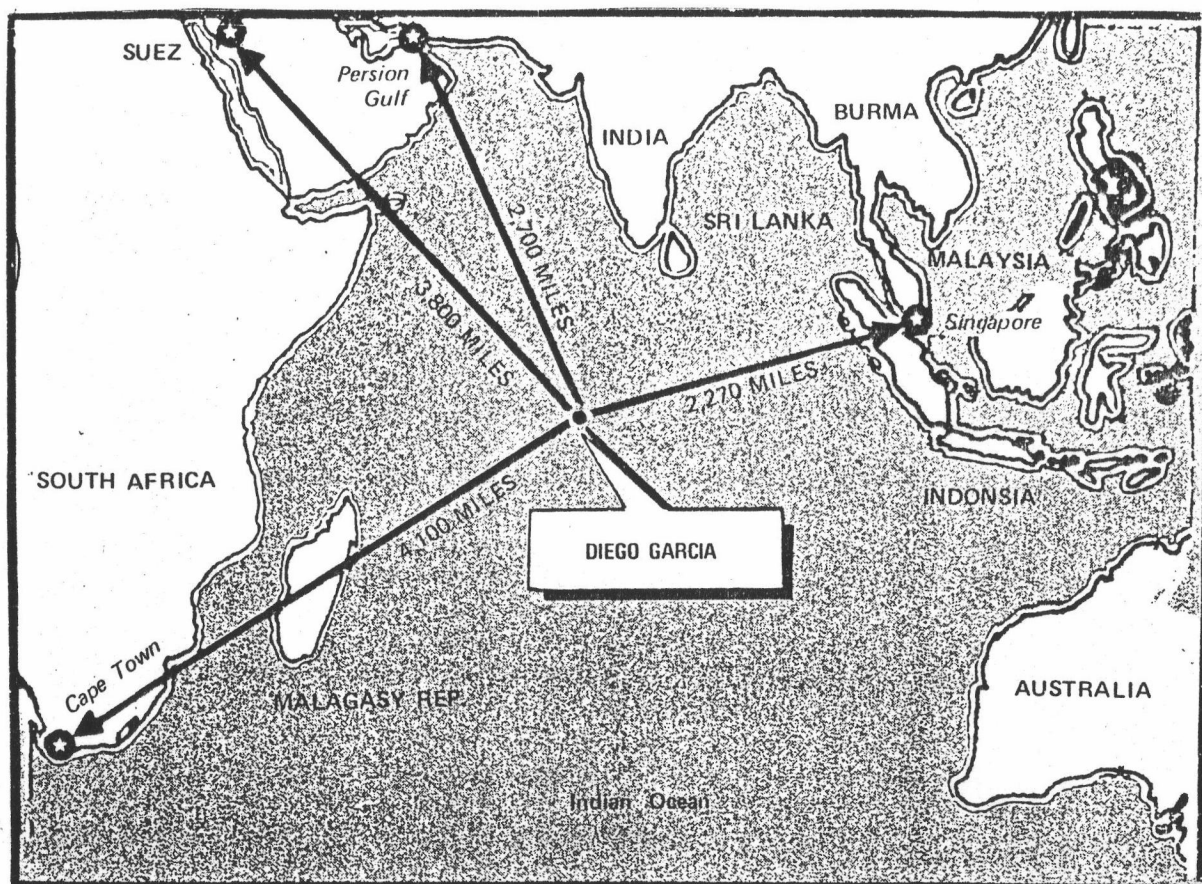 SUEZ
Persion
Gulf
INDIA
BURMA
SRI LANKA
MALAYSIA
Singapore
2,700 MILES
3,800 MILES
2,270 MILES
4,100 MILES
SOUTH AFRICA
INDONSIA
DIEGO GARCIA
Cape Town
MALAGASY REP.
AUSTRALIA
Indian Ocean